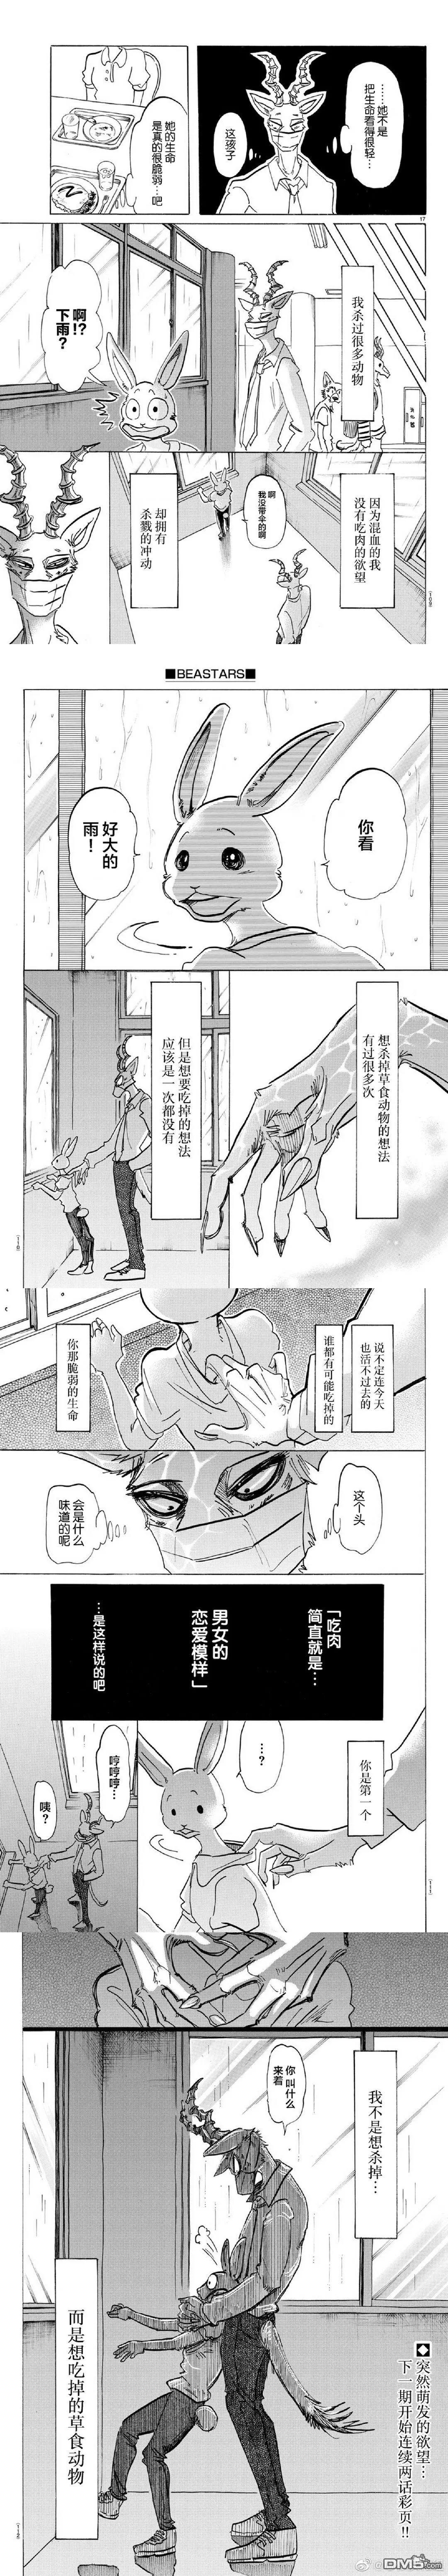 ……她不是
把生命看得很轻…
这孩子
她的生命
是真的很脆弱…吧
17
我杀过很多动物
啊!?
下雨?
因为混血的我
没有吃肉的欲望
啊
我没带伞的啊
却拥有
杀戮的冲动
(109)
■BEASTARS■
你看
好大的
雨!
想杀掉草食动物的想法
有过很多次
但是想要吃掉的想法
应该是一次都没有
(110)
说不定连今天
也活不过去的
谁都有可能吃掉的
你那脆弱的生命
这个头
会是什么
味道的呢
「吃肉
简直就是…
男女的
恋爱模样」
…是这样说的吧
你是第一个
…?
哼哼哼…
咦?
(111)
你叫什么
来着
我不是想杀掉…
而是想吃掉的草食动物
◆突然萌发的欲望…
下一期开始连续两话彩页!!
(112)